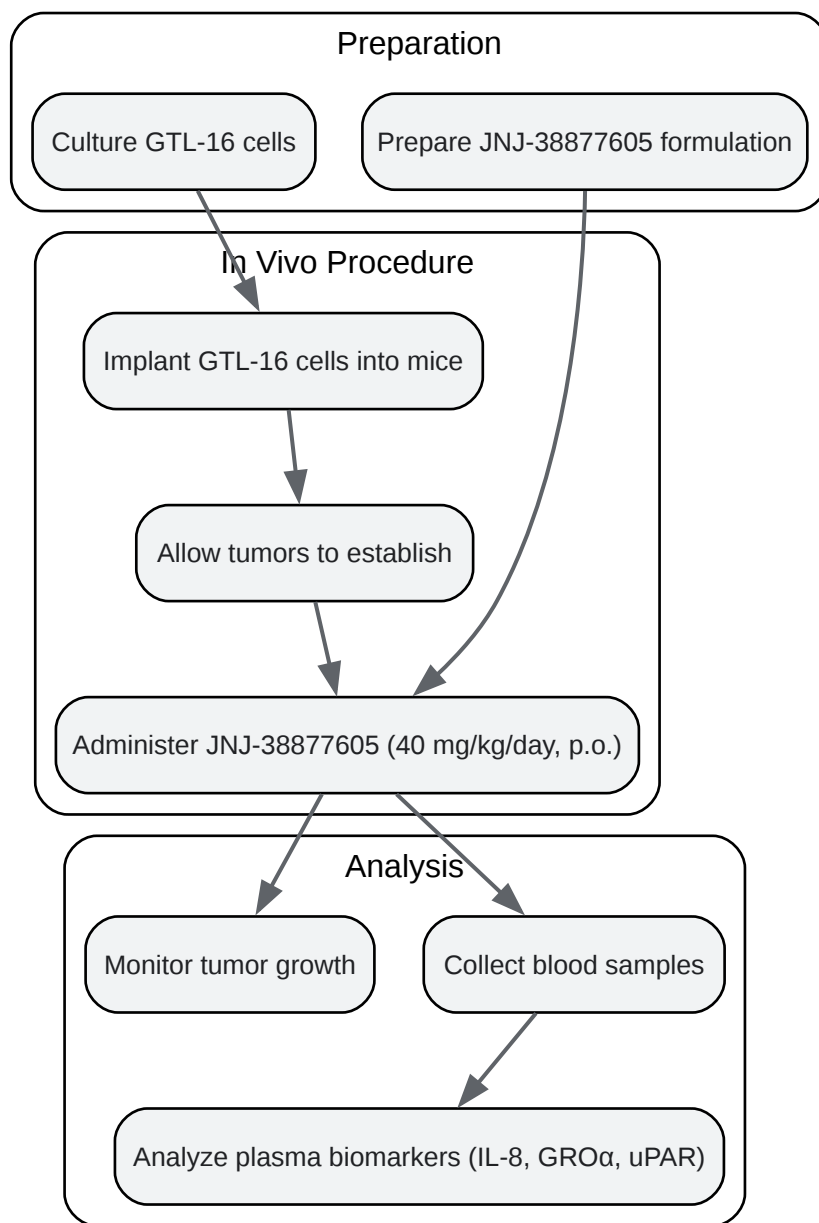 Preparation
Culture GTL-16 cells
Prepare JNJ-38877605 formulation
In Vivo Procedure
Implant GTL-16 cells into mice
Allow tumors to establish
Administer JNJ-38877605 (40 mg/kg/day, p.o.)
Analysis
Monitor tumor growth
Collect blood samples
Analyze plasma biomarkers (IL-8, GROα, uPAR)